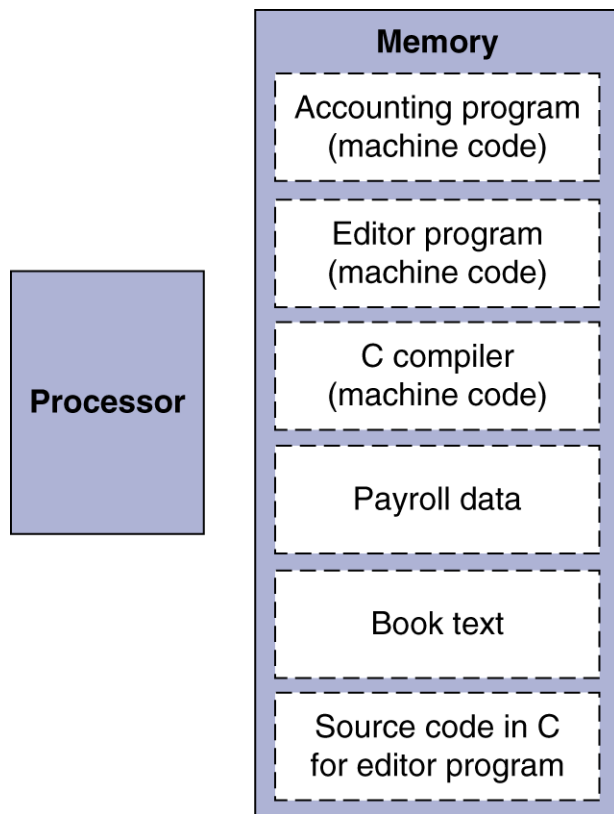 Memory
Accounting program
(machine code)
Editor program
(machine code)
C compiler
(machine code)
Processor
Payroll data
Book text
Source code in C
for editor program